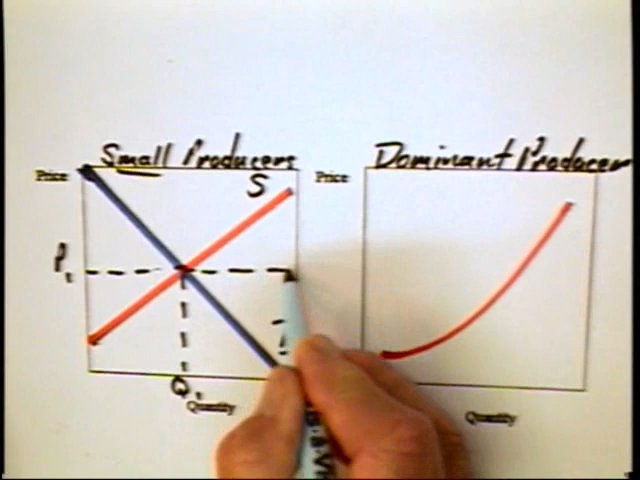 Small Producers
Dominant Producer
Price
S
Price
P1
Q1
Quantity
Quantity